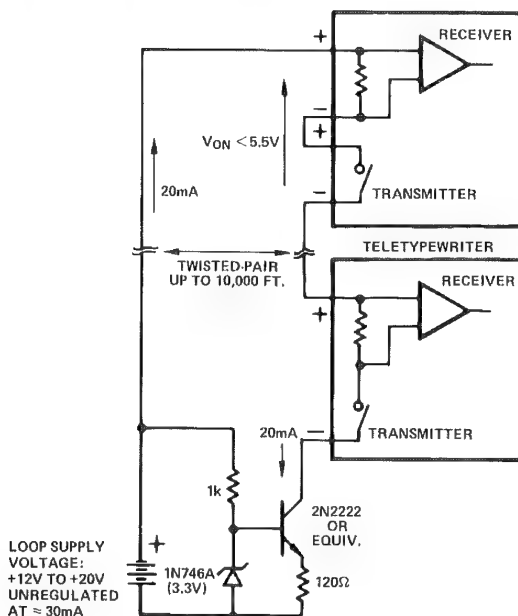 RECEIVER
+
−
+
V_ON < 5.5V
20mA
−
TRANSMITTER
TELETYPEWRITER
TWISTED-PAIR
UP TO 10,000 FT.
RECEIVER
+
20mA
−
TRANSMITTER
1k
2N2222
OR
EQUIV.
LOOP SUPPLY
VOLTAGE:
+12V TO +20V
UNREGULATED
AT ≈ 30mA
+
1N746A
(3.3V)
120Ω